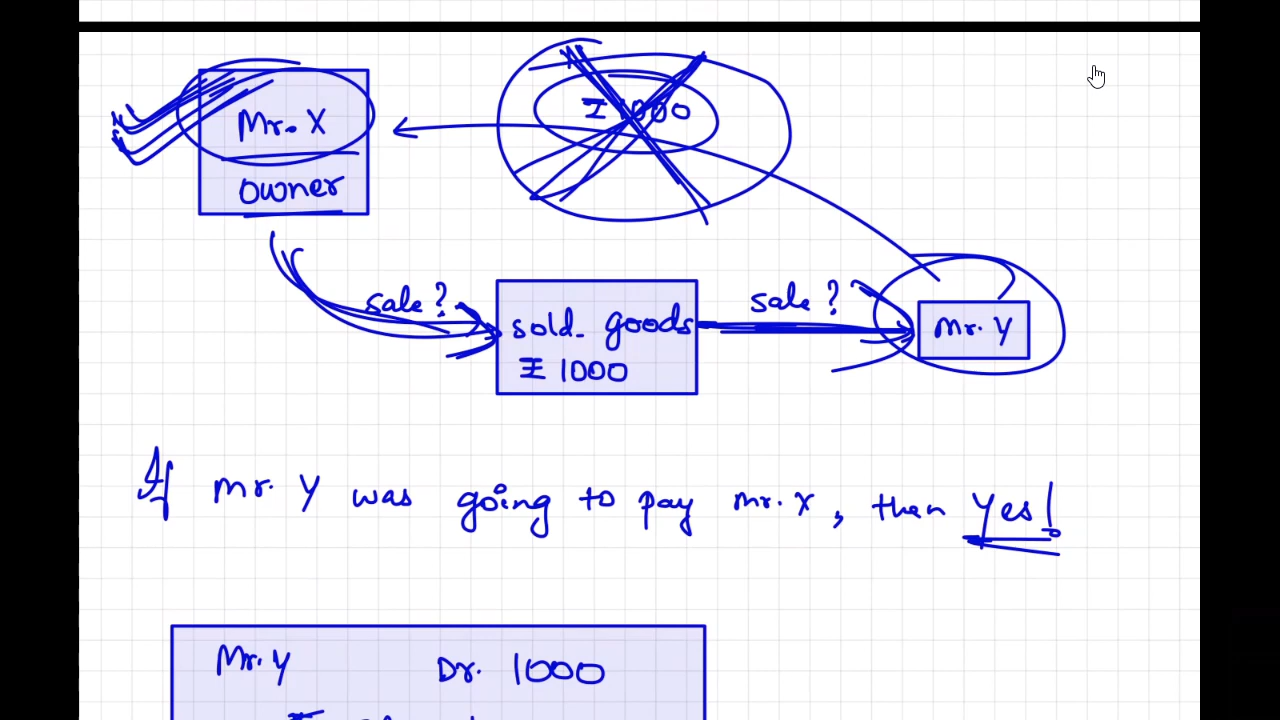 Mr. X
₹ 1000
owner
sale?
sold goods
₹ 1000
sale?
Mr. Y
If Mr. Y was going to pay Mr. X, then Yes!
Mr. Y Dr. 1000